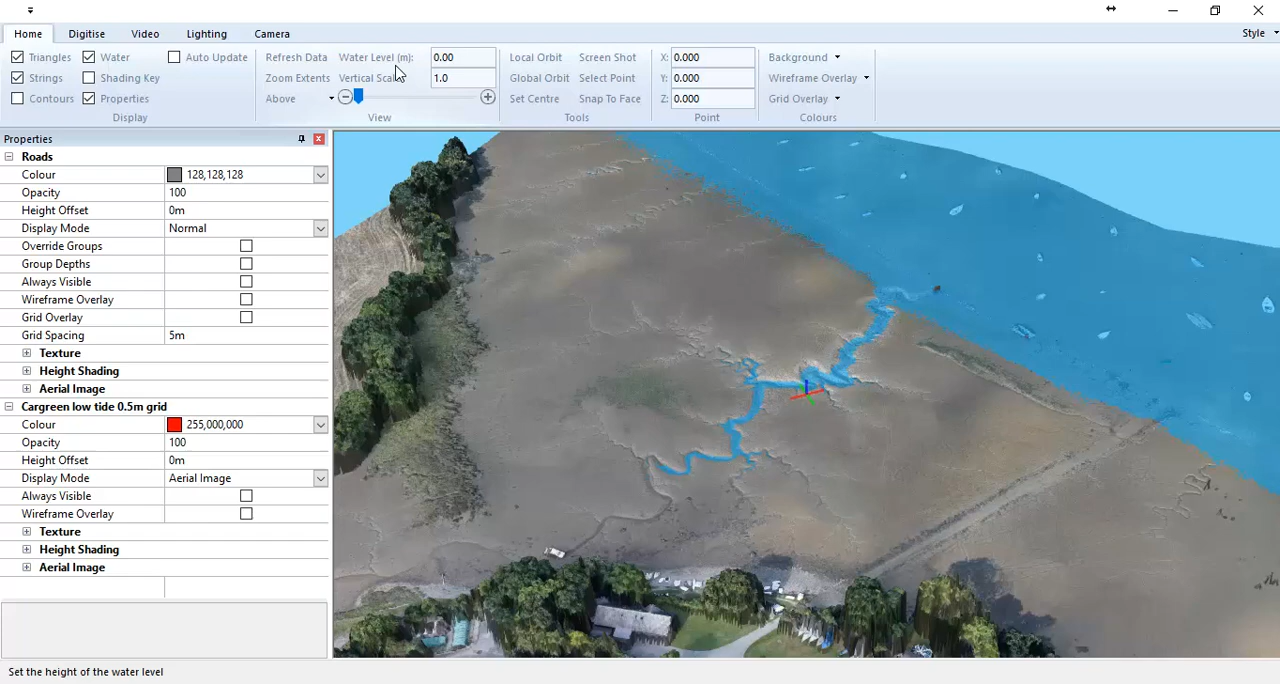 Home Digitise Video Lighting Camera Style
Triangles Water Auto Update Refresh Data Water Level (m): 0.00 Local Orbit Screen Shot X: 0.000 Background
Strings Shading Key Zoom Extents Vertical Scale 1.0 Global Orbit Select Point Y: 0.000 Wireframe Overlay
Contours Properties Above Set Centre Snap To Face Z: 0.000 Grid Overlay
Display View Tools Point Colours
Properties
Roads
Colour 128,128,128
Opacity 100
Height Offset 0m
Display Mode Normal
Override Groups
Group Depths
Always Visible
Wireframe Overlay
Grid Overlay
Grid Spacing 5m
Texture
Height Shading
Aerial Image
Cargreen low tide 0.5m grid
Colour 255,000,000
Opacity 100
Height Offset 0m
Display Mode Aerial Image
Always Visible
Wireframe Overlay
Texture
Height Shading
Aerial Image
Set the height of the water level